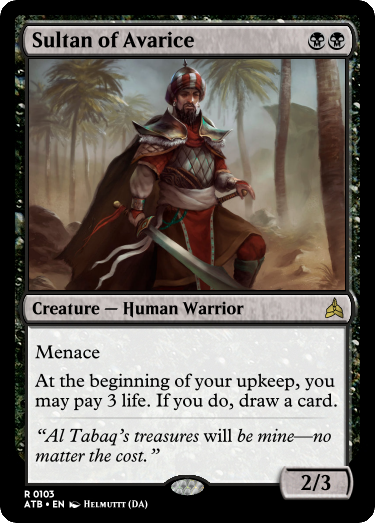 Sultan of Avarice
Creature — Human Warrior
Menace
At the beginning of your upkeep, you
may pay 3 life. If you do, draw a card.
“Al Tabaq’s treasures will be mine—no
matter the cost.”
2/3
R 0103
ATB • EN Helmuttt (DA)